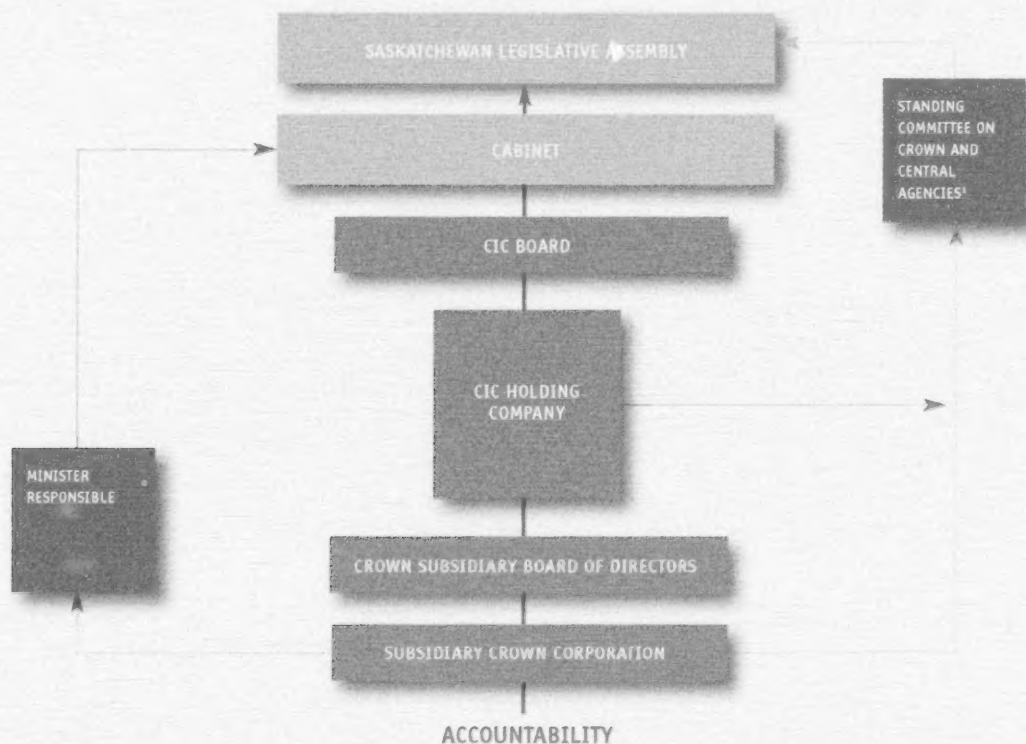 SASKATCHEWAN LEGISLATIVE ASSEMBLY
STANDING
COMMITTEE ON
CROWN AND
CENTRAL
AGENCIES¹
CABINET
CIC BOARD
CIC HOLDING
COMPANY
MINISTER
RESPONSIBLE
CROWN SUBSIDIARY BOARD OF DIRECTORS
SUBSIDIARY CROWN CORPORATION
ACCOUNTABILITY